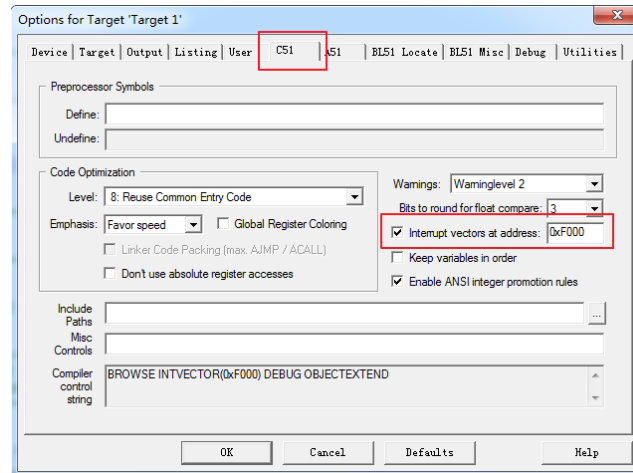 Options for Target 'Target 1'
Device | Target | Output | Listing | User C51 A51 | BL51 Locate | BL51 Misc | Debug | Utilities |
Preprocessor Symbols
Define:
Undefine:
Code Optimization
Level: 8: Reuse Common Entry Code
Emphasis: Favor speed Global Register Coloring
Linker Code Packing (max. AJMP / ACALL)
Don't use absolute register accesses
Warnings: Warninglevel 2
Bits to round for float compare: 3
Interrupt vectors at address: 0xF000
Keep variables in order
Enable ANSI integer promotion rules
Include
Paths
...
Misc
Controls
Compiler
control
string
BROWSE INTVECTOR(0xF000) DEBUG OBJECTEXTEND
OK Cancel Defaults Help